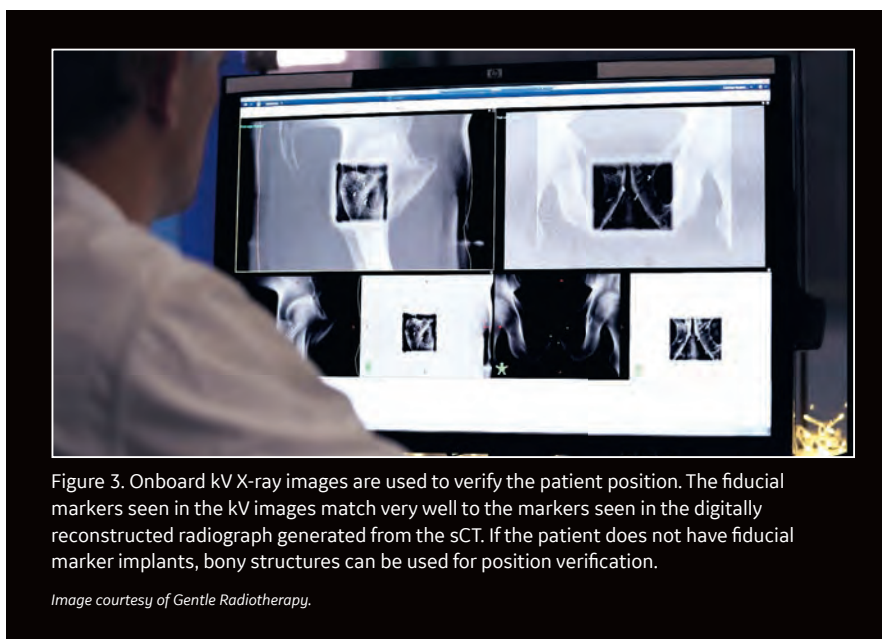 Figure 3. Onboard kV X-ray images are used to verify the patient position. The fiducial
markers seen in the kV images match very well to the markers seen in the digitally
reconstructed radiograph generated from the sCT. If the patient does not have fiducial
marker implants, bony structures can be used for position verification.
Image courtesy of Gentle Radiotherapy.